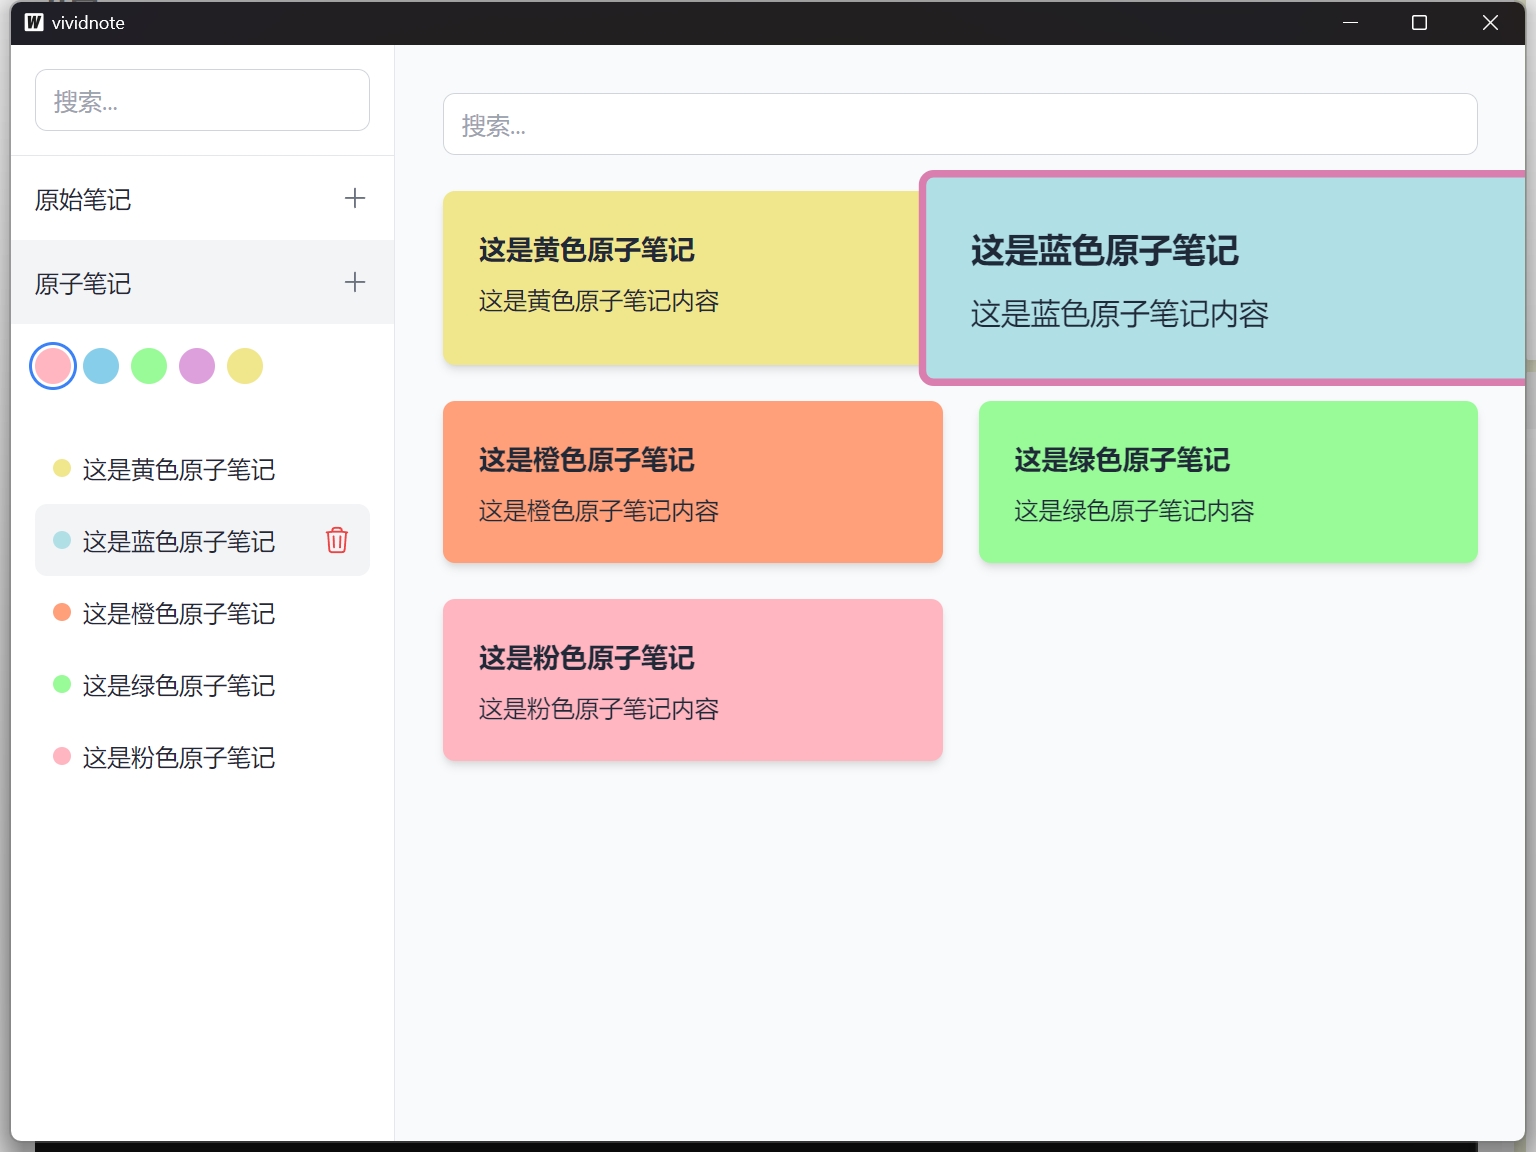 vividnote
搜索...
原始笔记
原子笔记
这是黄色原子笔记
这是蓝色原子笔记
这是橙色原子笔记
这是绿色原子笔记
这是粉色原子笔记
搜索...
这是黄色原子笔记
这是黄色原子笔记内容
这是蓝色原子笔记
这是蓝色原子笔记内容
这是橙色原子笔记
这是橙色原子笔记内容
这是绿色原子笔记
这是绿色原子笔记内容
这是粉色原子笔记
这是粉色原子笔记内容